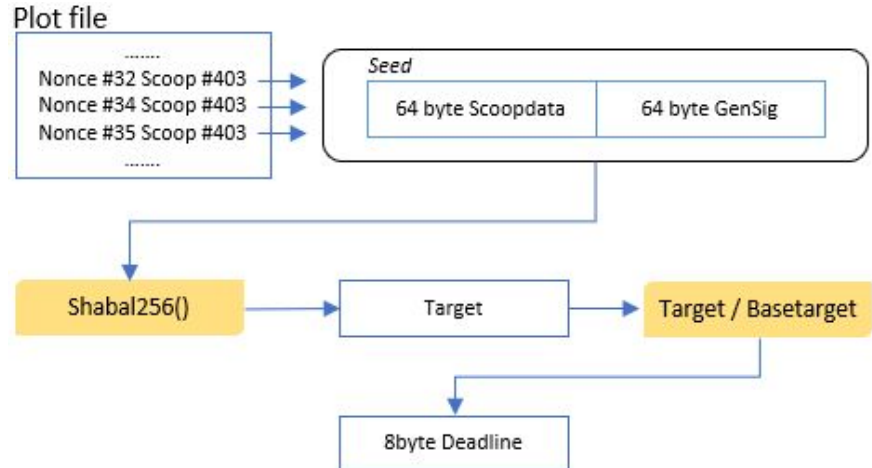 Plot file
.......
Nonce #32 Scoop #403
Nonce #34 Scoop #403
Nonce #35 Scoop #403
.......
Seed
64 byte Scoopdata
64 byte GenSig
Shabal256()
Target
Target / Basetarget
8byte Deadline